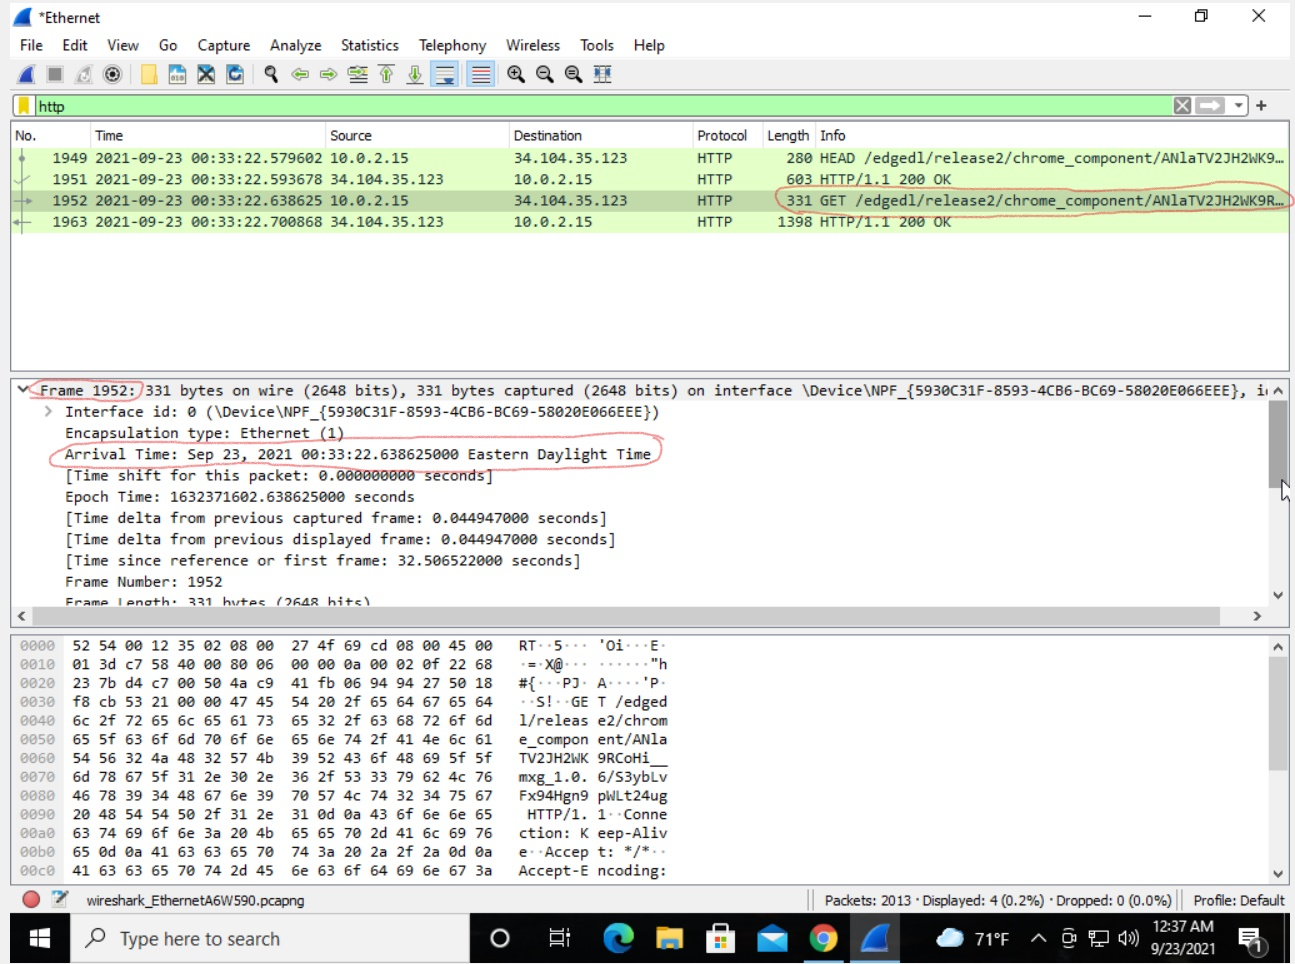 *Ethernet
File Edit View Go Capture Analyze Statistics Telephony Wireless Tools Help
http
No. Time Source Destination Protocol Length Info
1949 2021-09-23 00:33:22.579602 10.0.2.15 34.104.35.123 HTTP 280 HEAD /edgedl/release2/chrome_component/ANlaTV2JH2WK9…
1951 2021-09-23 00:33:22.593678 34.104.35.123 10.0.2.15 HTTP 603 HTTP/1.1 200 OK
1952 2021-09-23 00:33:22.638625 10.0.2.15 34.104.35.123 HTTP 331 GET /edgedl/release2/chrome_component/ANlaTV2JH2WK9R…
1963 2021-09-23 00:33:22.700868 34.104.35.123 10.0.2.15 HTTP 1398 HTTP/1.1 200 OK
Frame 1952: 331 bytes on wire (2648 bits), 331 bytes captured (2648 bits) on interface \Device\NPF_{5930C31F-8593-4CB6-BC69-58020E066EEE},
Interface id: 0 (\Device\NPF_{5930C31F-8593-4CB6-BC69-58020E066EEE})
Encapsulation type: Ethernet (1)
Arrival Time: Sep 23, 2021 00:33:22.638625000 Eastern Daylight Time
[Time shift for this packet: 0.000000000 seconds]
Epoch Time: 1632371602.638625000 seconds
[Time delta from previous captured frame: 0.044947000 seconds]
[Time delta from previous displayed frame: 0.044947000 seconds]
[Time since reference or first frame: 32.506522000 seconds]
Frame Number: 1952
Frame Length: 331 bytes (2648 bits)
0000 52 54 00 12 35 02 08 00 27 4f 69 cd 08 00 45 00 RT··5··· 'Oi···E·
0010 01 3d c7 58 40 00 80 06 00 00 0a 00 02 0f 22 68 ·=·X@··· ······"h
0020 23 7b d4 c7 00 50 4a c9 41 fb 06 94 94 27 50 18 #{···PJ· A····'P·
0030 f8 cb 53 21 00 00 47 45 54 20 2f 65 64 67 65 64 ··S!··GE T /edged
0040 6c 2f 72 65 6c 65 61 73 65 32 2f 63 68 72 6f 6d l/releas e2/chrom
0050 65 5f 63 6f 6d 70 6f 6e 65 6e 74 2f 41 4e 6c 61 e_compon ent/ANla
0060 54 56 32 4a 48 32 57 4b 39 52 43 6f 48 69 5f 5f TV2JH2WK 9RCoHi__
0070 6d 78 67 5f 31 2e 30 2e 36 2f 53 33 79 62 4c 76 mxg_1.0. 6/S3ybLv
0080 46 78 39 34 48 67 6e 39 70 57 4c 74 32 34 75 67 Fx94Hgn9 pWLt24ug
0090 20 48 54 54 50 2f 31 2e 31 0d 0a 43 6f 6e 6e 65 HTTP/1. 1··Conne
00a0 63 74 69 6f 6e 3a 20 4b 65 65 70 2d 41 6c 69 76 ction: K eep-Aliv
00b0 65 0d 0a 41 63 63 65 70 74 3a 20 2a 2f 2a 0d 0a e··Accep t: */*··
00c0 41 63 63 65 70 74 2d 45 6e 63 6f 64 69 6e 67 3a Accept-E ncoding:
wireshark_EthernetA6W590.pcapng Packets: 2013 · Displayed: 4 (0.2%) · Dropped: 0 (0.0%) Profile: Default
Type here to search 71°F 12:37 AM
9/23/2021 1